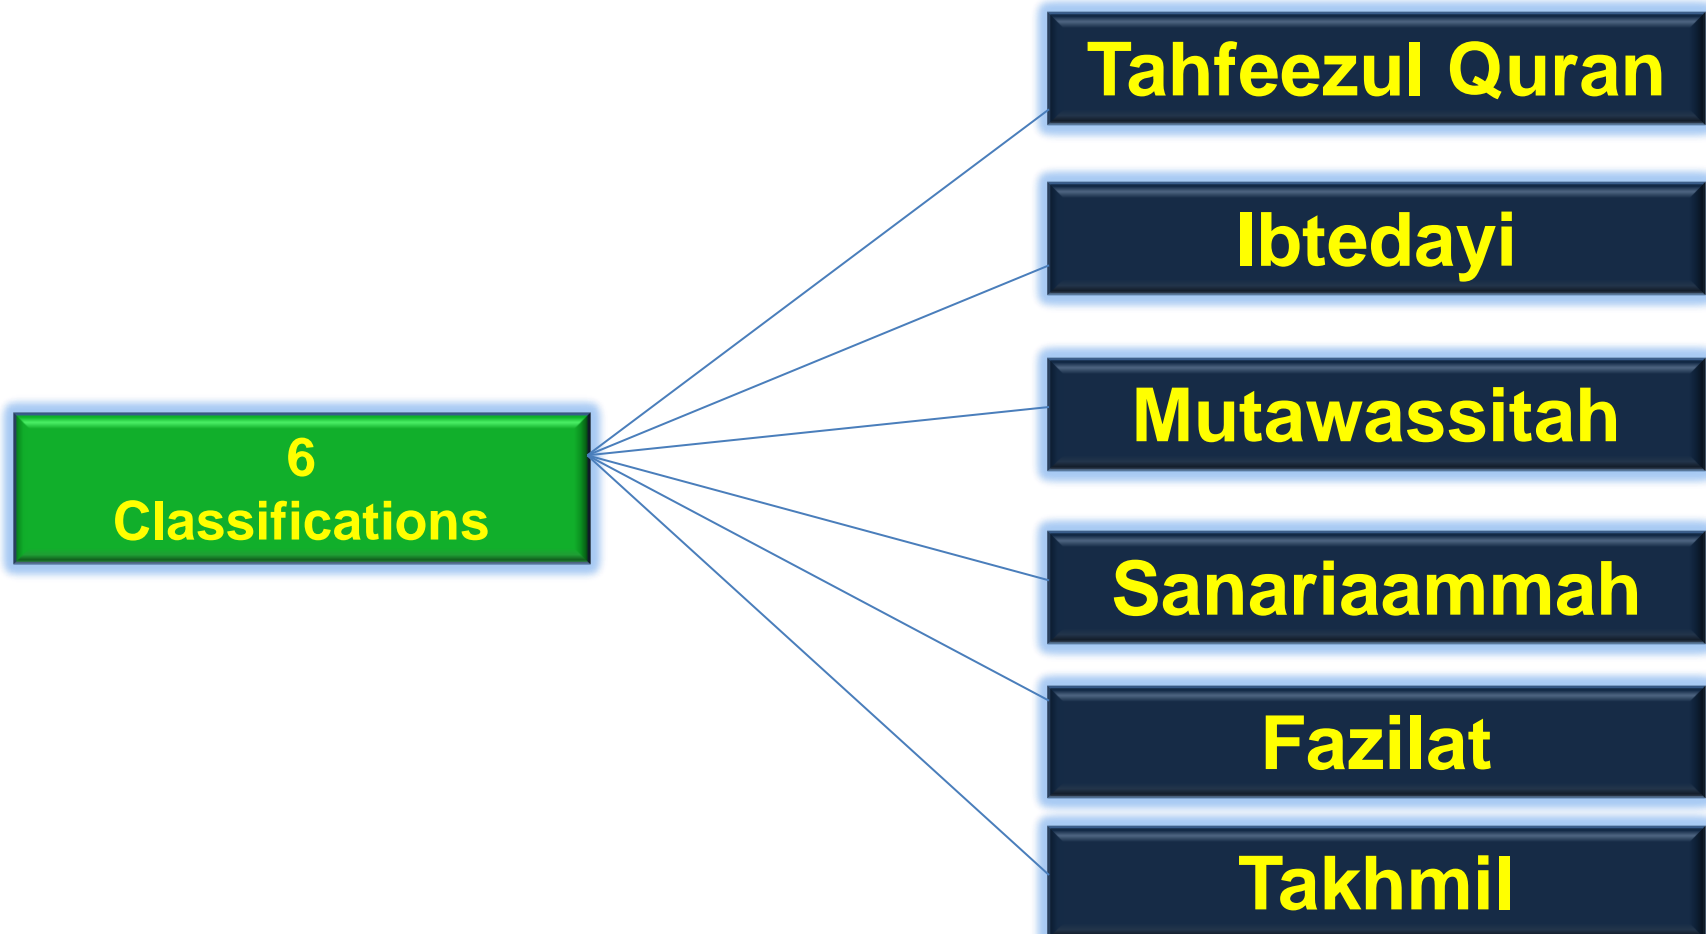 6
Classifications
Tahfeezul Quran
Ibtedayi
Mutawassitah
Sanariaammah
Fazilat
Takhmil